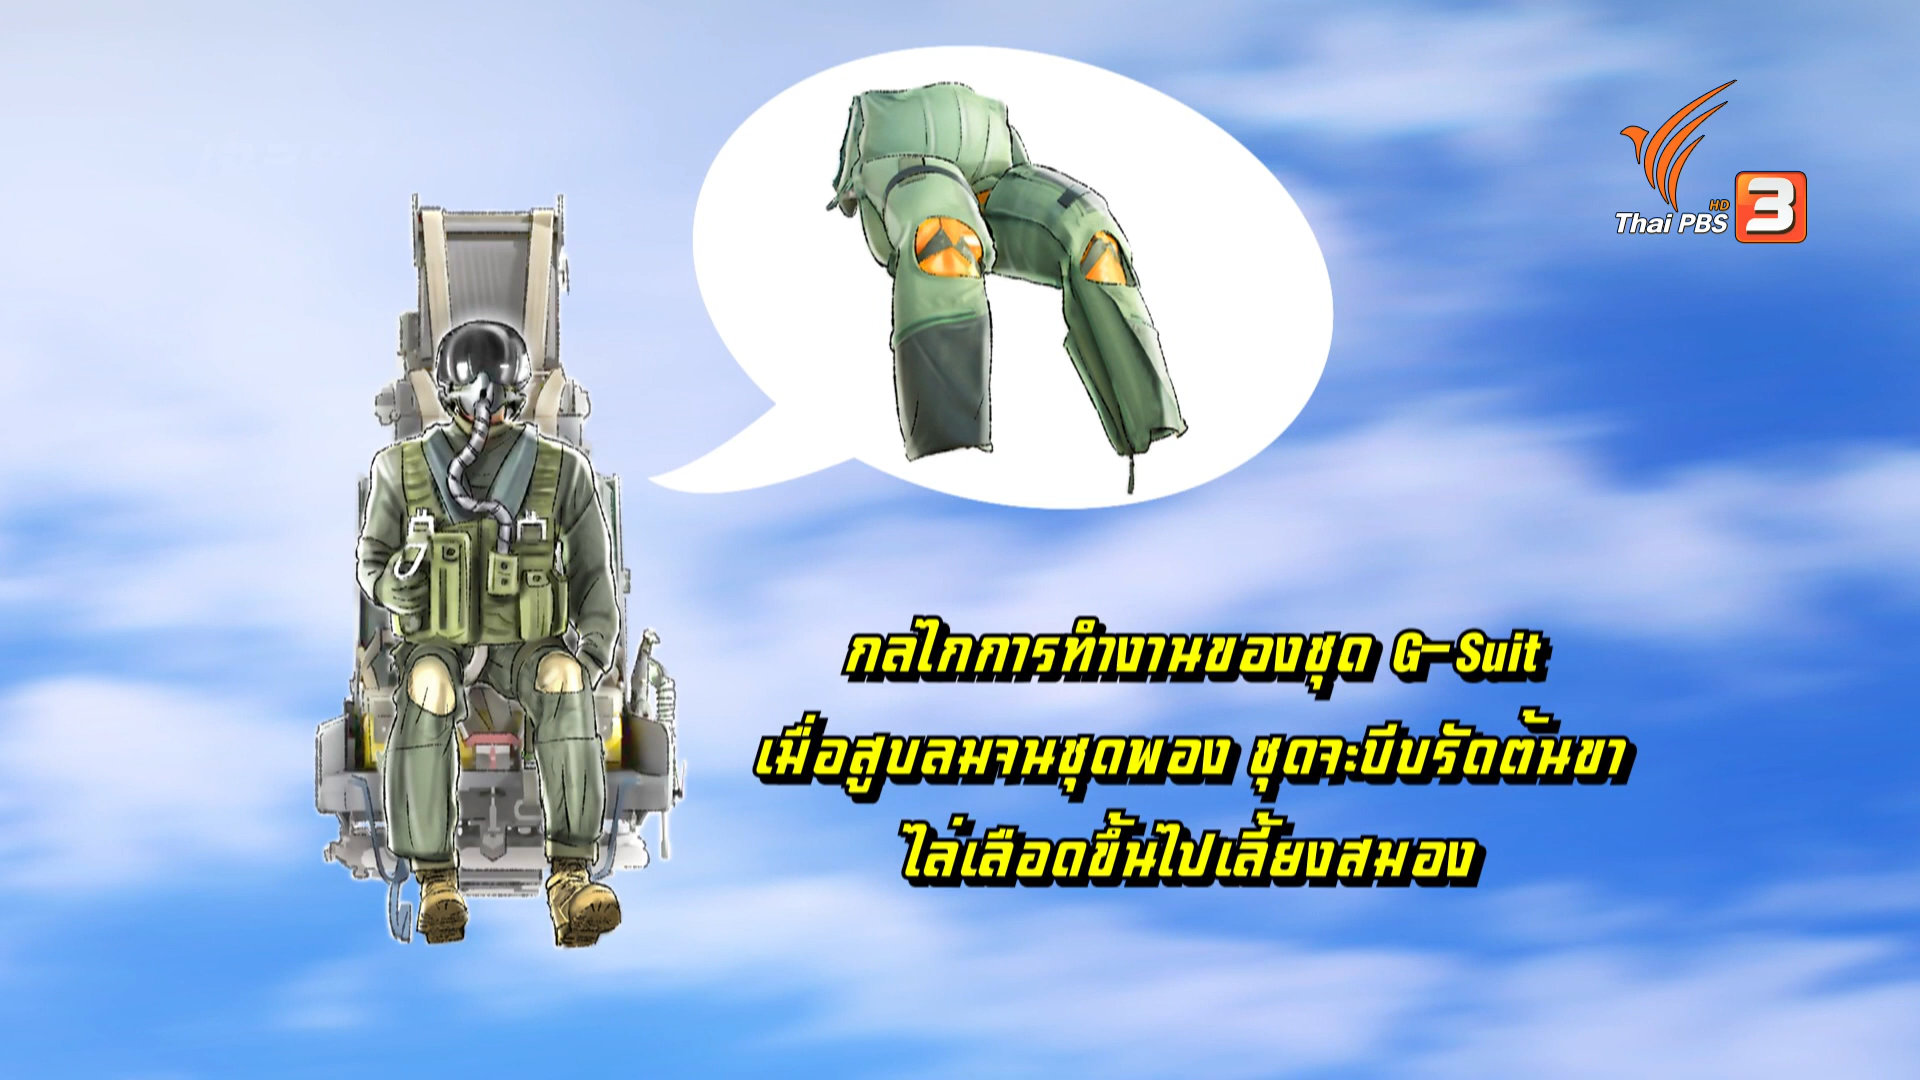 Thai PBS HD 3
กลไกการทำงานของชุด G-Suit
เมื่อสูบลมจนชุดพอง ชุดจะบีบรัดต้นขา
ไล่เลือดขึ้นไปเลี้ยงสมอง